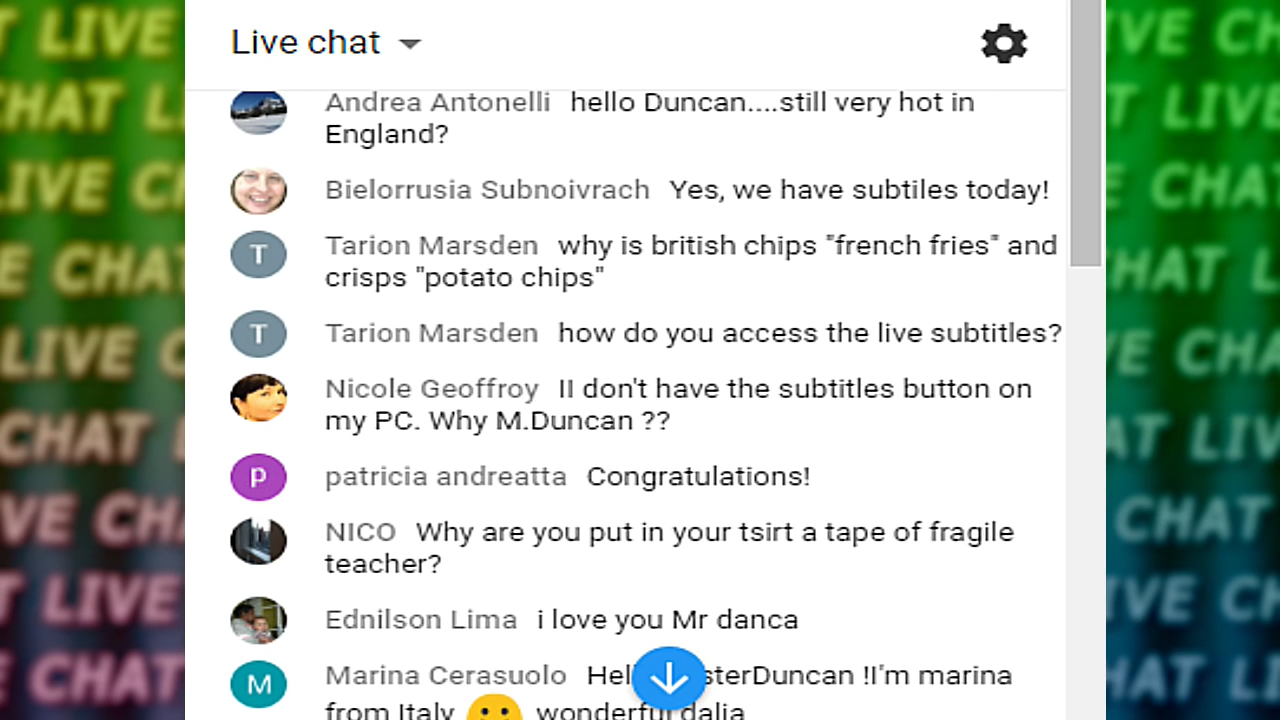 Live chat
Andrea Antonelli hello Duncan....still very hot in
England?
Bielorrusia Subnoivrach Yes, we have subtiles today!
T Tarion Marsden why is british chips "french fries" and
crisps "potato chips"
T Tarion Marsden how do you access the live subtitles?
Nicole Geoffroy II don't have the subtitles button on
my PC. Why M.Duncan ??
p patricia andreatta Congratulations!
NICO Why are you put in your tsirt a tape of fragile
teacher?
Ednilson Lima i love you Mr danca
M Marina Cerasuolo sterDuncan !I'm marina
from Italy wonderful dalia